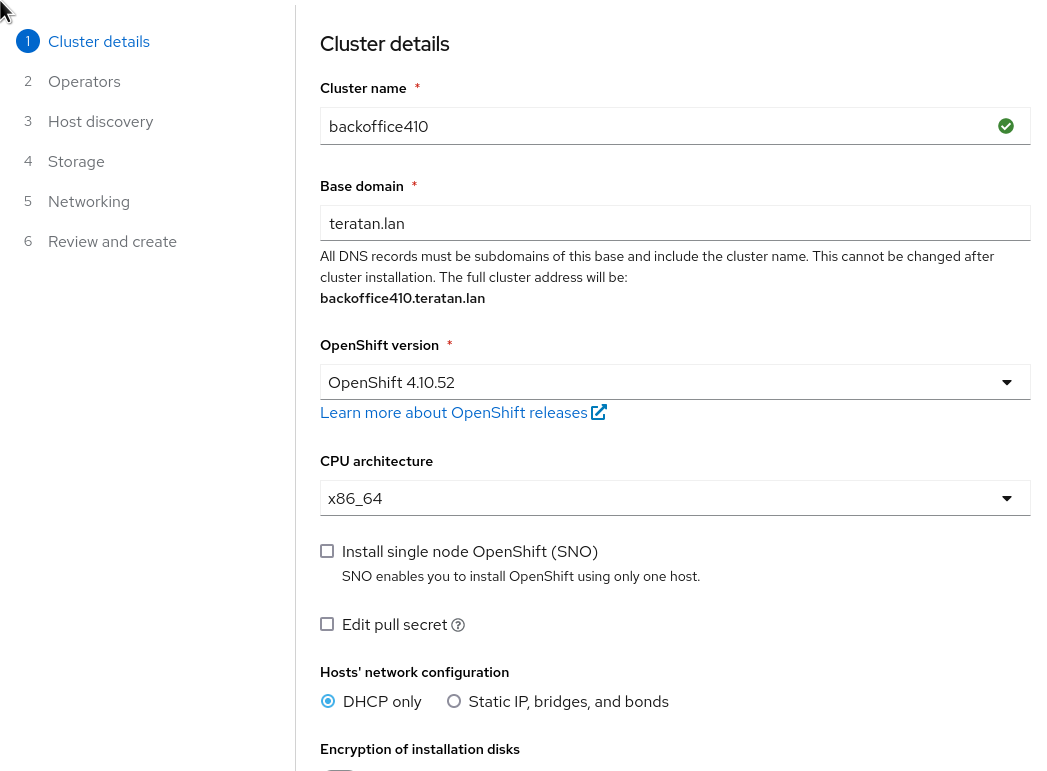 1 Cluster details
2 Operators
3 Host discovery
4 Storage
5 Networking
6 Review and create
Cluster details
Cluster name *
backoffice410
Base domain *
teratan.lan
All DNS records must be subdomains of this base and include the cluster name. This cannot be changed after
cluster installation. The full cluster address will be:
backoffice410.teratan.lan
OpenShift version *
OpenShift 4.10.52
Learn more about OpenShift releases
CPU architecture
x86_64
Install single node OpenShift (SNO)
SNO enables you to install OpenShift using only one host.
Edit pull secret
Hosts' network configuration
DHCP only Static IP, bridges, and bonds
Encryption of installation disks